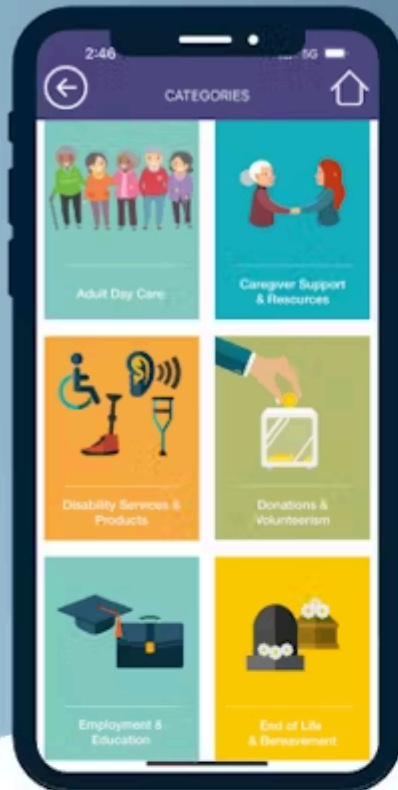 2:46
5G
CATEGORIES
Adult Day Care
Caregiver Support
& Resources
Disability Services &
Products
Donations &
Volunteerism
Employment &
Education
End of Life
& Bereavement